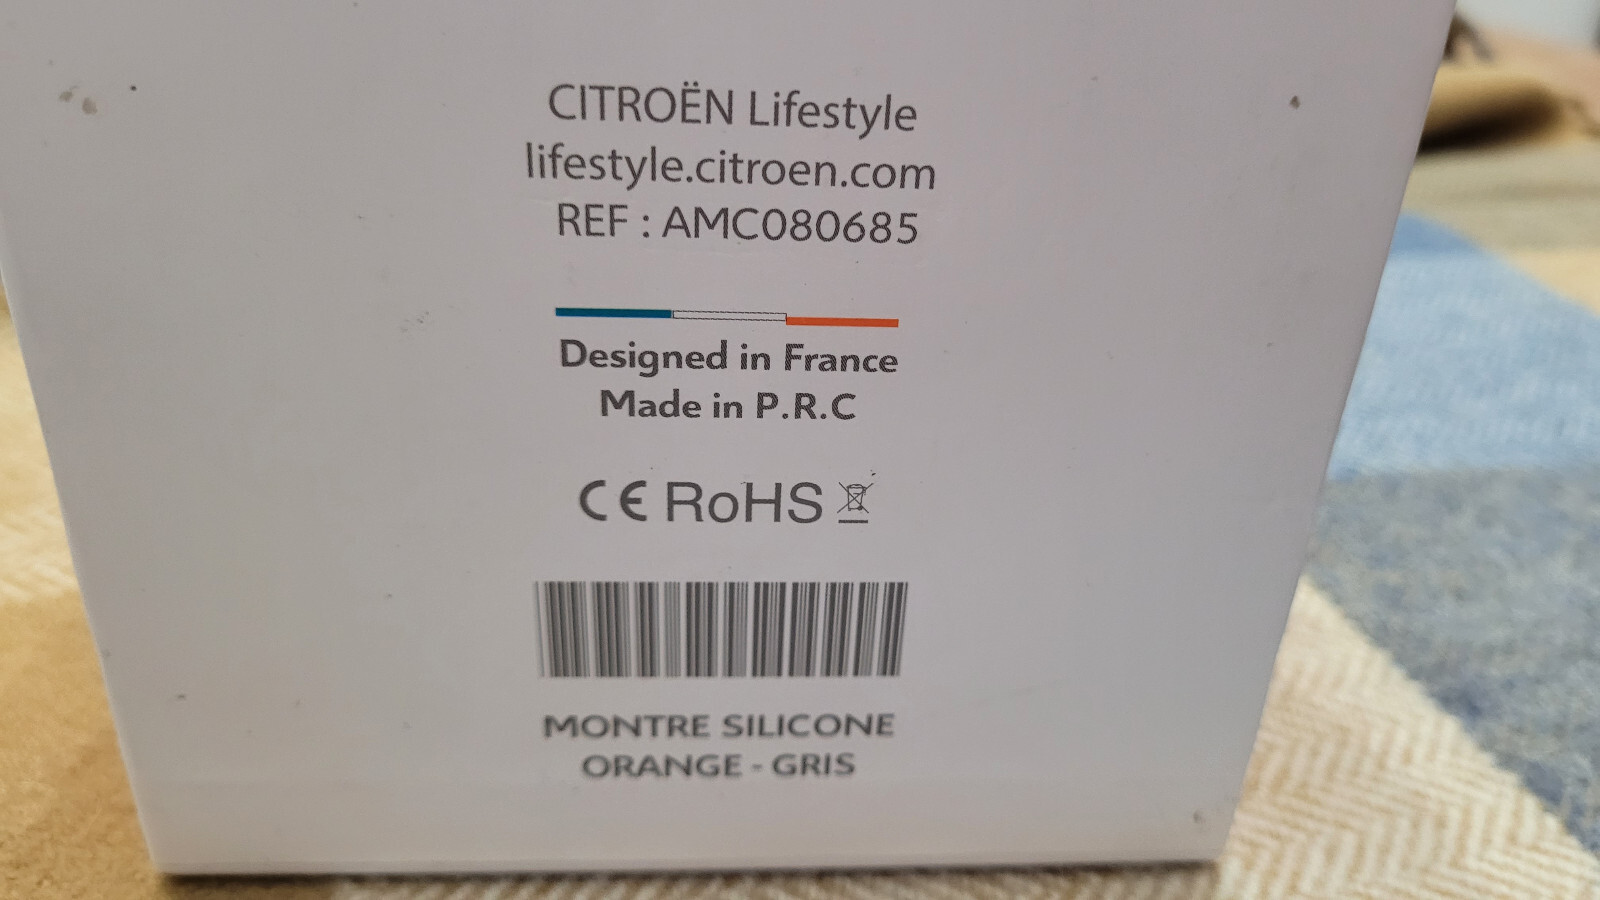 CITROËN Lifestyle
lifestyle.citroen.com
REF : AMC080685
Designed in France
Made in P.R.C
CE RoHS
MONTRE SILICONE
ORANGE - GRIS